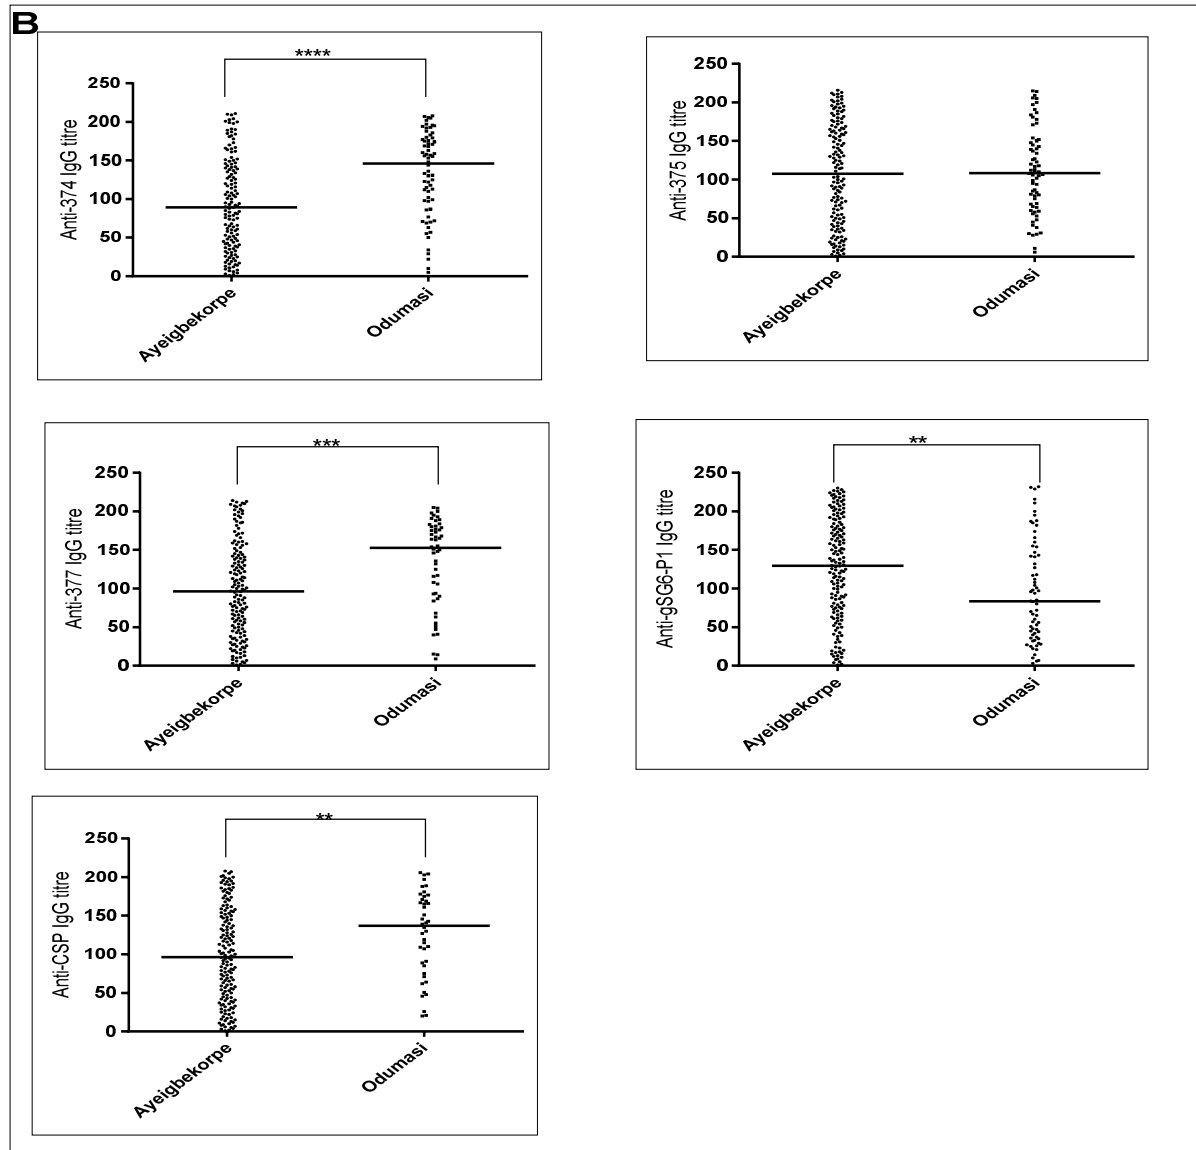 B
****
250
200
150
100
50
0
Anti-374 IgG titre
Ayeigbekorpe
Odumasi
250
200
150
100
50
0
Anti-375 IgG titre
Ayeigbekorpe
Odumasi
***
250
200
150
100
50
0
Anti-377 IgG titre
Ayeigbekorpe
Odumasi
**
250
200
150
100
50
0
Anti-gSG6-P1 IgG titre
Ayeigbekorpe
Odumasi
**
250
200
150
100
50
0
Anti-CSP IgG titre
Ayeigbekorpe
Odumasi